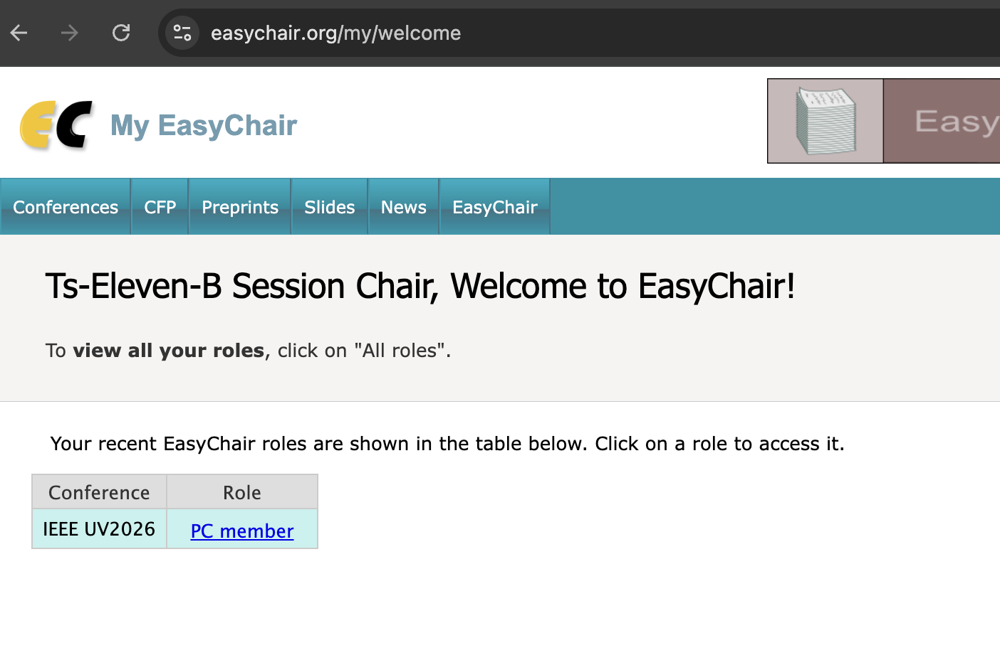 easychair.org/my/welcome
EC
My EasyChair
Easy
Conferences
CFP
Preprints
Slides
News
EasyChair
Ts-Eleven-B Session Chair, Welcome to EasyChair!
To view all your roles, click on "All roles".
Your recent EasyChair roles are shown in the table below. Click on a role to access it.
Conference Role
IEEE UV2026 PC member